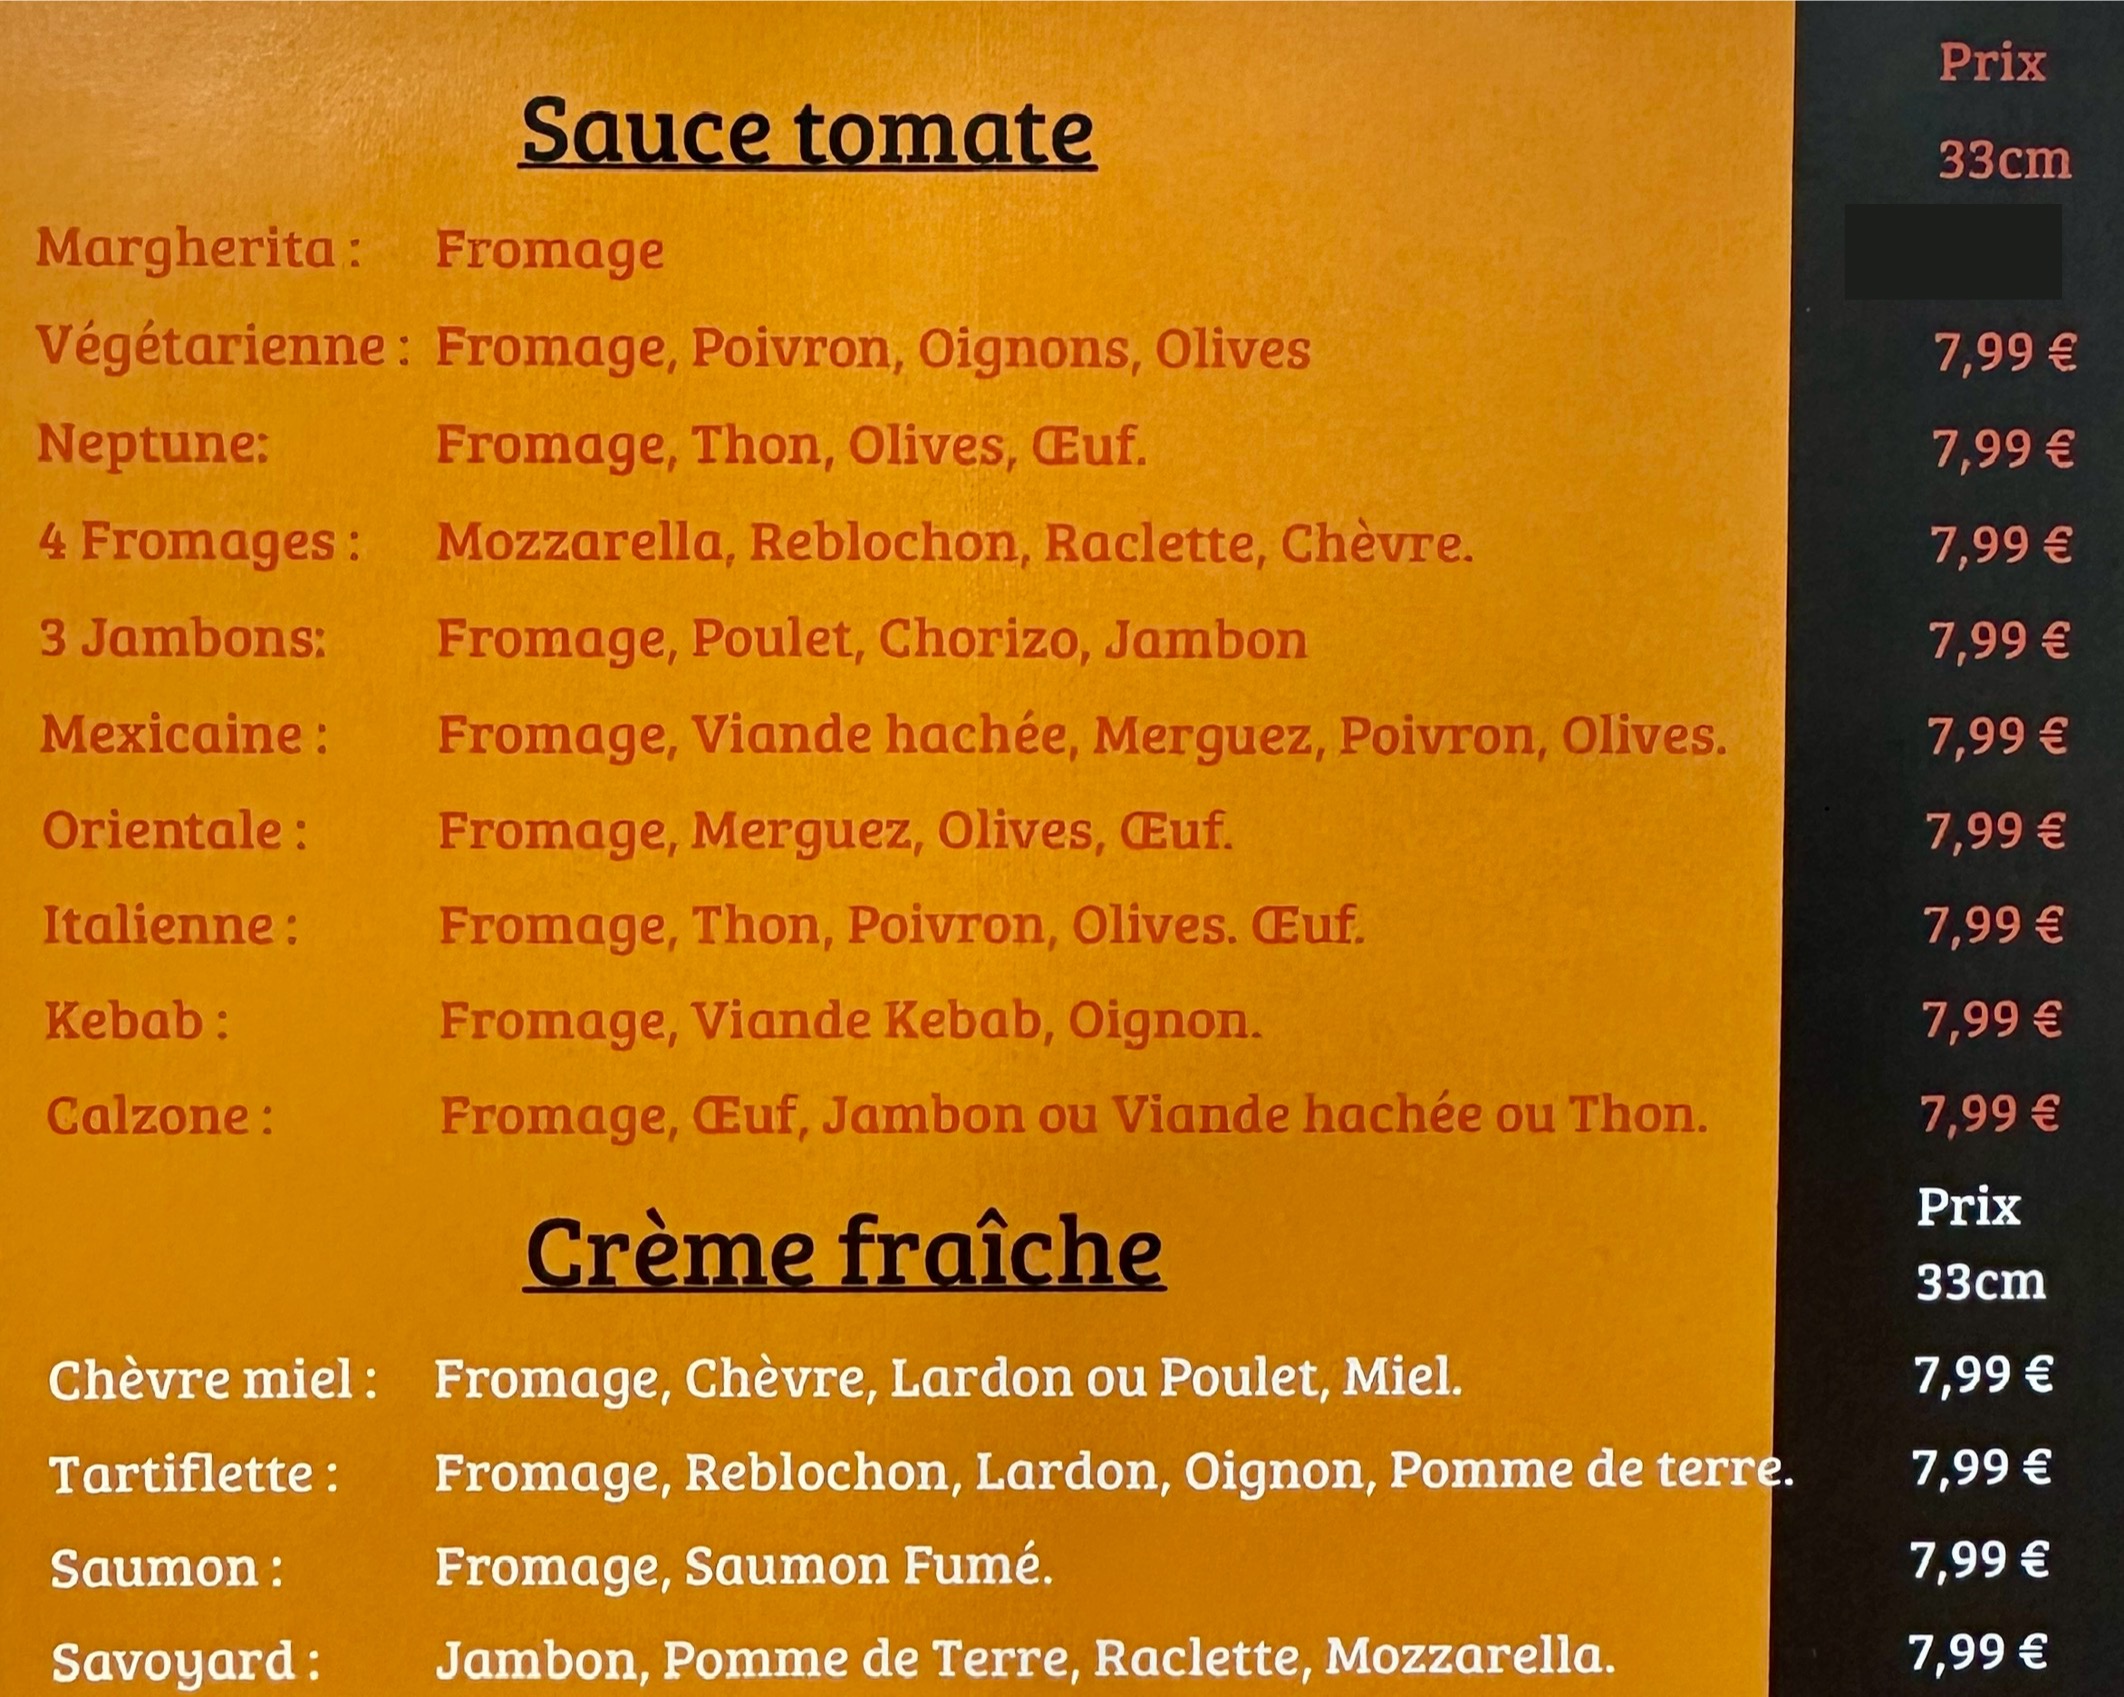 Prix
Sauce tomate
33cm
Margherita : Fromage
Végétarienne : Fromage, Poivron, Oignons, Olives 7,99 €
Neptune: Fromage, Thon, Olives, Œuf. 7,99 €
4 Fromages : Mozzarella, Reblochon, Raclette, Chèvre. 7,99 €
3 Jambons: Fromage, Poulet, Chorizo, Jambon 7,99 €
Mexicaine : Fromage, Viande hachée, Merguez, Poivron, Olives. 7,99 €
Orientale : Fromage, Merguez, Olives, Œuf. 7,99 €
Italienne : Fromage, Thon, Poivron, Olives. Œuf. 7,99 €
Kebab : Fromage, Viande Kebab, Oignon. 7,99 €
Calzone : Fromage, Œuf, Jambon ou Viande hachée ou Thon. 7,99 €
Prix
Crème fraîche
33cm
Chèvre miel : Fromage, Chèvre, Lardon ou Poulet, Miel. 7,99 €
Tartiflette : Fromage, Reblochon, Lardon, Oignon, Pomme de terre. 7,99 €
Saumon : Fromage, Saumon Fumé. 7,99 €
Savoyard : Jambon, Pomme de Terre, Raclette, Mozzarella. 7,99 €